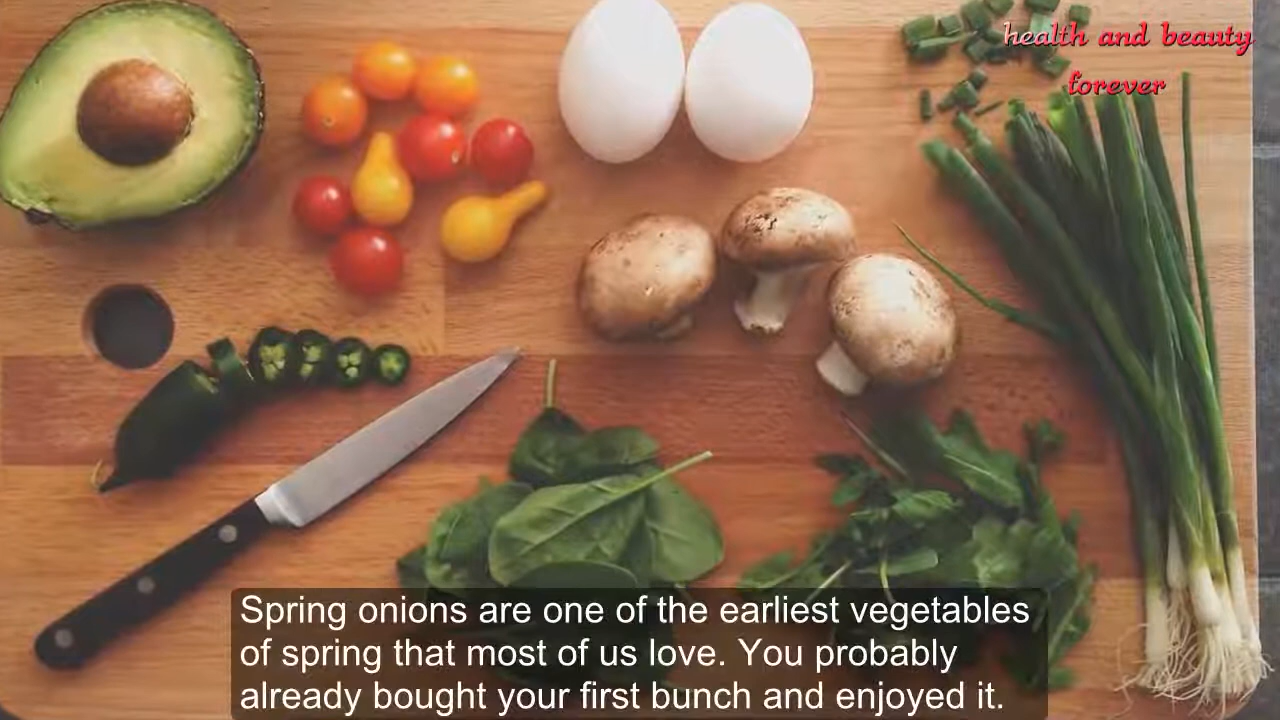 health and beauty
forever
Spring onions are one of the earliest vegetables
of spring that most of us love. You probably
already bought your first bunch and enjoyed it.